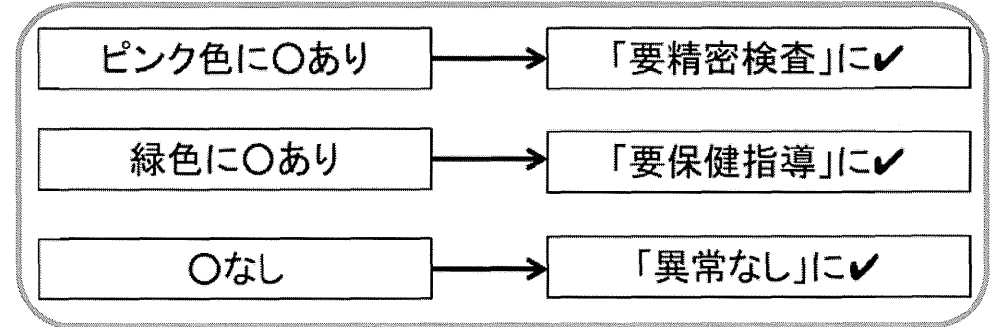 ピンク色に○あり
「要精密検査」に✔
緑色に○あり
「要保健指導」に✔
○なし
「異常なし」に✔